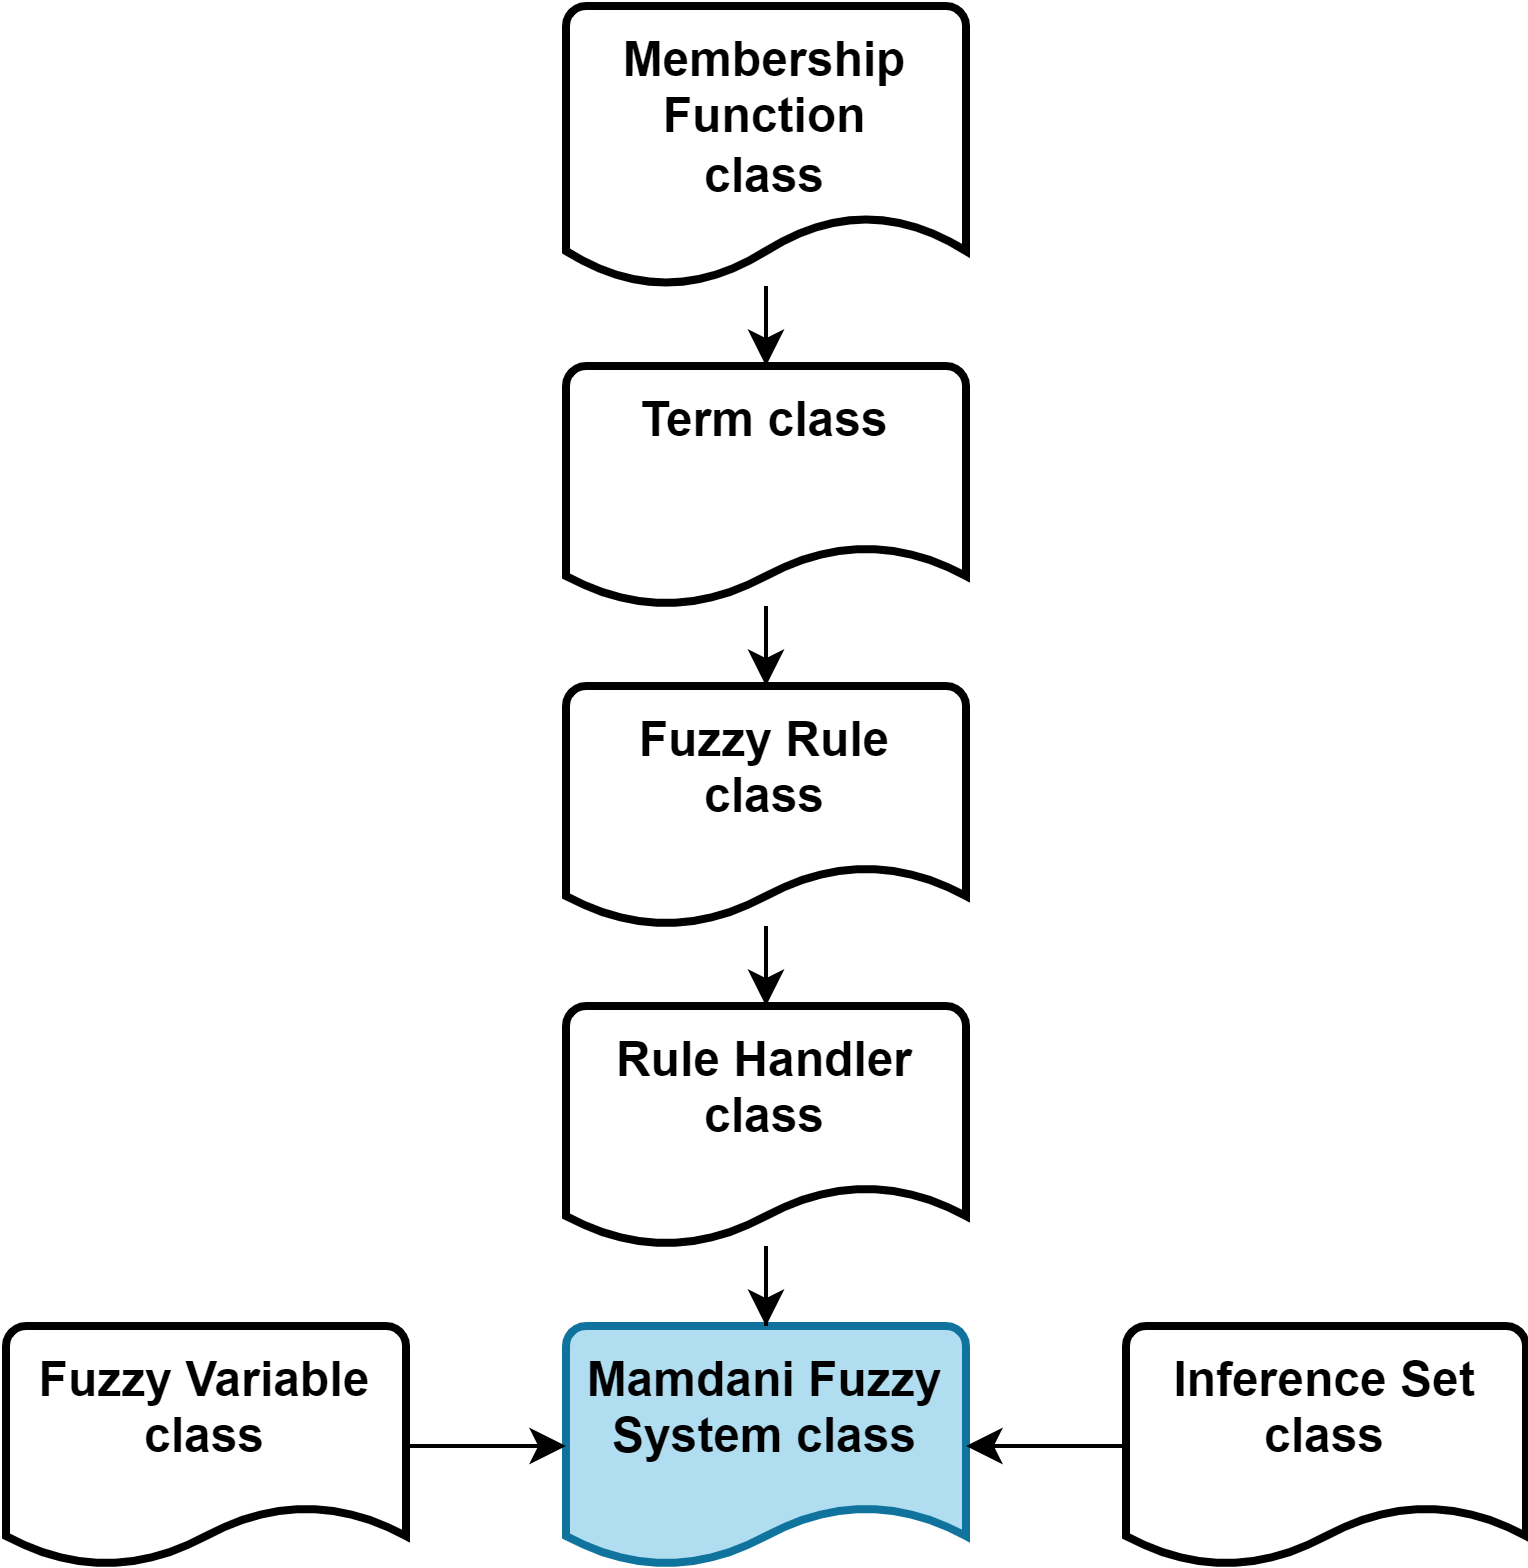 Membership
Function
class
Term class
Fuzzy Rule
class
Rule Handler
class
Fuzzy Variable
class
Mamdani Fuzzy
System class
Inference Set
class